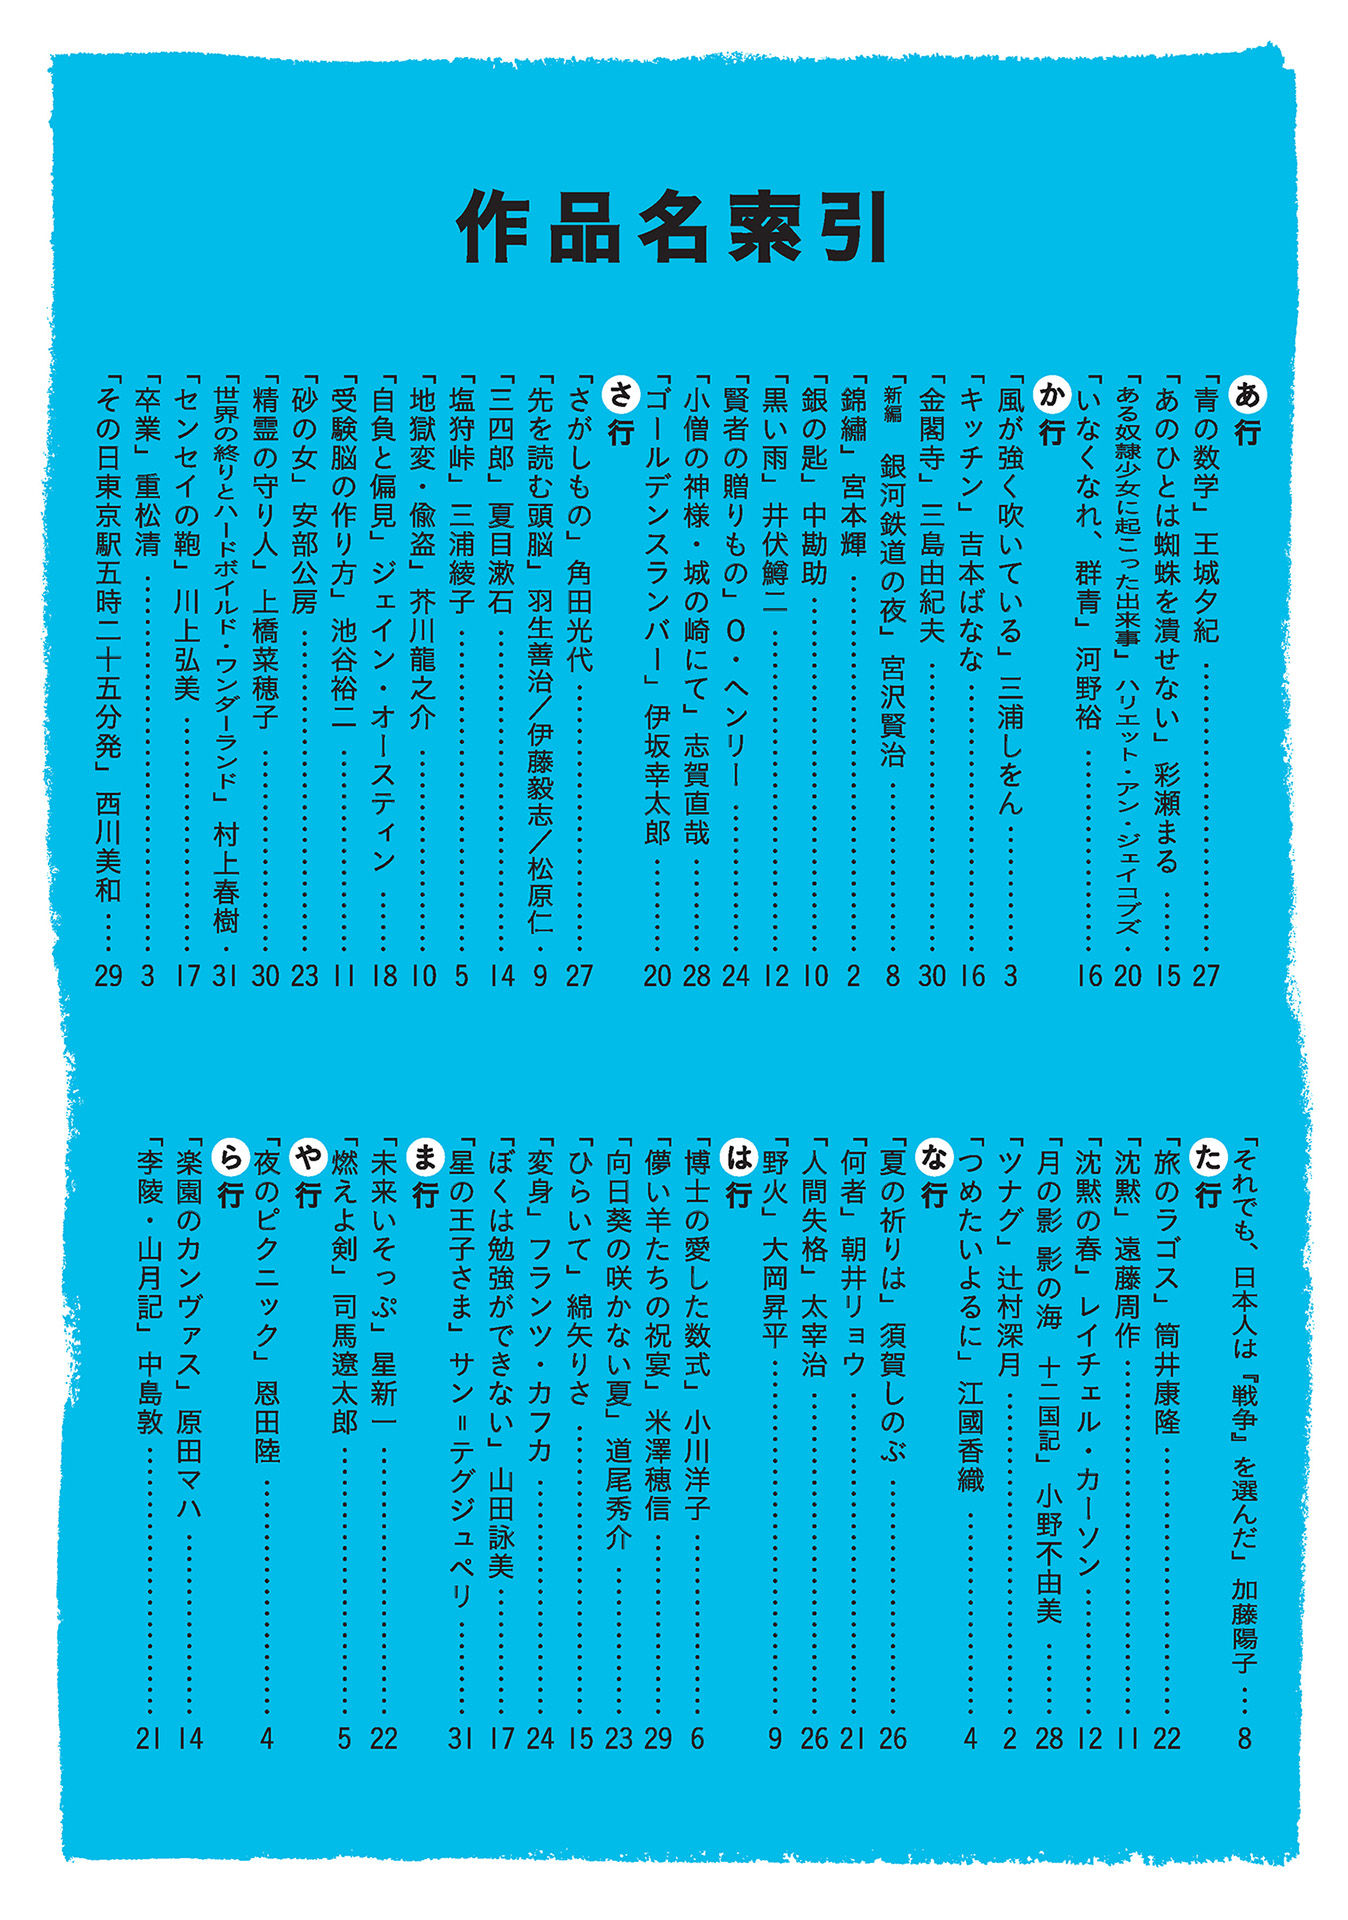 作品名索引
あ行
「青の数学」王城夕紀 27
「あのひとは蜘蛛を潰せない」彩瀬まる 15
「ある奴隷少女に起こった出来事」ハリエット・アン・ジェイコブズ 20
「いなくなれ、群青」河野裕 16
か行
「風が強く吹いている」三浦しをん 3
「キッチン」吉本ばなな 16
「金閣寺」三島由紀夫 30
「新編 銀河鉄道の夜」宮沢賢治 8
「錦繡」宮本輝 2
「銀の匙」中勘助 10
「黒い雨」井伏鱒二 12
「賢者の贈りもの」O・ヘンリー 24
「小僧の神様・城の崎にて」志賀直哉 28
「ゴールデンスランバー」伊坂幸太郎 20
さ行
「さがしもの」角田光代 27
「先を読む頭脳」羽生善治／伊藤毅志／松原仁 9
「三四郎」夏目漱石 14
「塩狩峠」三浦綾子 5
「地獄変・偸盗」芥川龍之介 10
「自負と偏見」ジェイン・オースティン 18
「受験脳の作り方」池谷裕二 11
「砂の女」安部公房 23
「精霊の守り人」上橋菜穂子 30
「世界の終りとハードボイルド・ワンダーランド」村上春樹 31
「センセイの鞄」川上弘美 17
「卒業」重松清 3
「その日東京駅五時二十五分発」西川美和 29
「それでも、日本人は『戦争』を選んだ」加藤陽子 8
た行
「旅のラゴス」筒井康隆 22
「沈黙」遠藤周作 11
「沈黙の春」レイチェル・カーソン 12
「月の影 影の海 十二国記」小野不由美 28
「ツナグ」辻村深月 2
「つめたいよるに」江國香織 4
な行
「夏の祈りは」須賀しのぶ 26
「何者」朝井リョウ 21
「人間失格」太宰治 26
「野火」大岡昇平 9
は行
「博士の愛した数式」小川洋子 6
「儚い羊たちの祝宴」米澤穂信 29
「向日葵の咲かない夏」道尾秀介 23
「ひらいて」綿矢りさ 15
「変身」フランツ・カフカ 24
「ぼくは勉強ができない」山田詠美 17
「星の王子さま」サン＝テグジュペリ 31
ま行
「未来いそっぷ」星新一 22
「燃えよ剣」司馬遼太郎 5
や行
「夜のピクニック」恩田陸 4
ら行
「楽園のカンヴァス」原田マハ 14
「李陵・山月記」中島敦 21